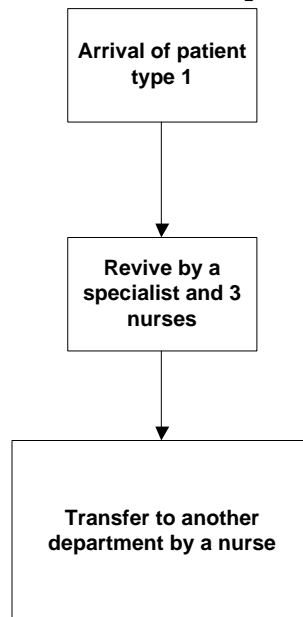 Arrival of patient
type 1
Revive by a
specialist and 3
nurses
Transfer to another
department by a nurse